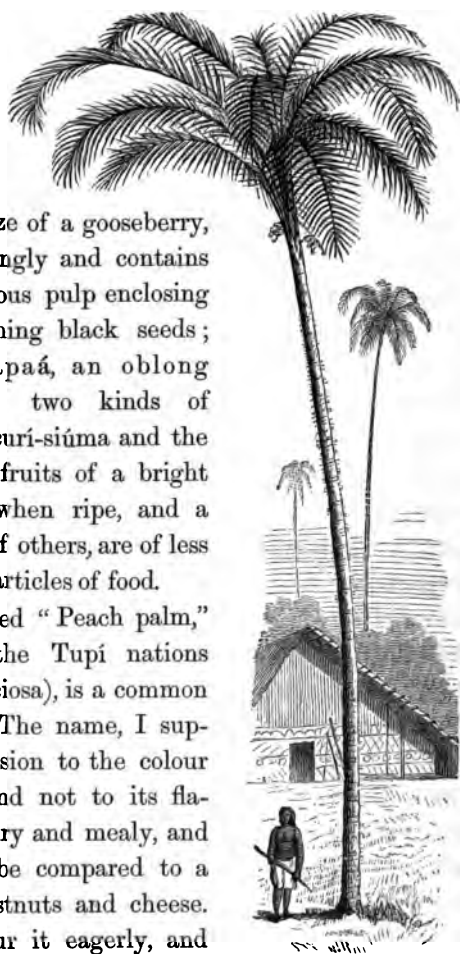 ze of a gooseberry,
ngly and contains
ous pulp enclosing
ning black seeds;
paá, an oblong
two kinds of
curí-siúma and the
fruits of a bright
when ripe, and a
f others, are of less
articles of food.
ed “Peach palm,”
the Tupí nations
ciosa), is a common
The name, I sup-
sion to the colour
nd not to its fla-
ry and mealy, and
be compared to a
stnuts and cheese.
ur it eagerly, and